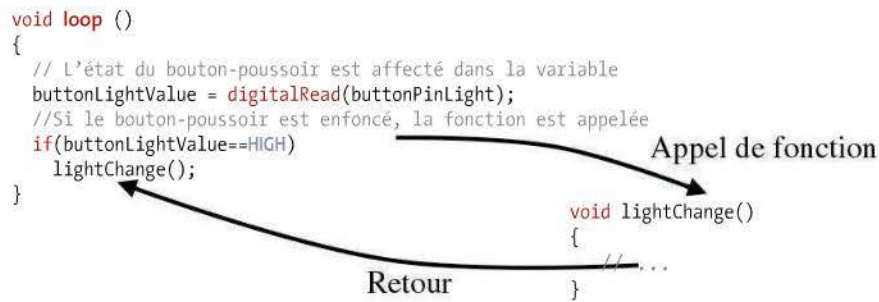 void loop ()
{
// L'état du bouton-poussoir est affecté dans la variable
buttonLightValue = digitalRead(buttonPinLight);
//Si le bouton-poussoir est enfoncé, la fonction est appelée
if(buttonLightValue==HIGH)
lightChange();
}
Appel de fonction
void lightChange()
{
// ...
}
Retour